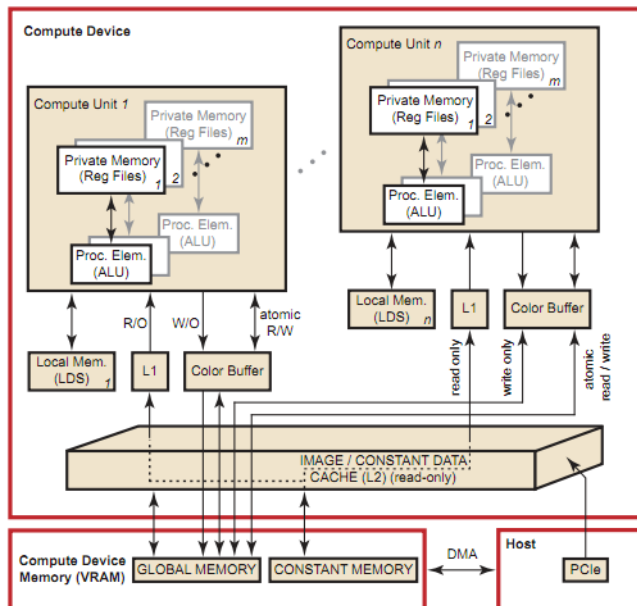 Compute Device
Compute Unit 1
Private Memory
(Reg Files)
m
Private Memory
(Reg Files)
1
2
Proc. Elem.
(ALU)
Proc. Elem.
(ALU)
Compute Unit n
Private Memory
(Reg Files)
m
Private Memory
(Reg Files)
1
2
Proc. Elem.
(ALU)
Proc. Elem.
(ALU)
R/O
W/O
atomic
R/W
Local Mem.
(LDS)
1
L1
Color Buffer
Local Mem.
(LDS)
n
L1
Color Buffer
read only
write only
atomic
read / write
IMAGE / CONSTANT DATA
CACHE (L2) (read-only)
Compute Device
Memory (VRAM)
GLOBAL MEMORY
CONSTANT MEMORY
DMA
Host
PCIe